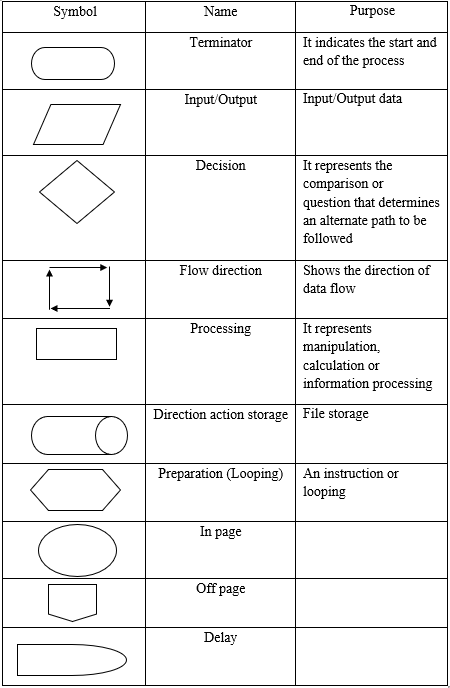 Symbol Name Purpose
Terminator It indicates the start and
end of the process
Input/Output Input/Output data
Decision It represents the
comparison or
question that determines
an alternate path to be
followed
Flow direction Shows the direction of
data flow
Processing It represents
manipulation,
calculation or
information processing
Direction action storage File storage
Preparation (Looping) An instruction or
looping
In page
Off page
Delay